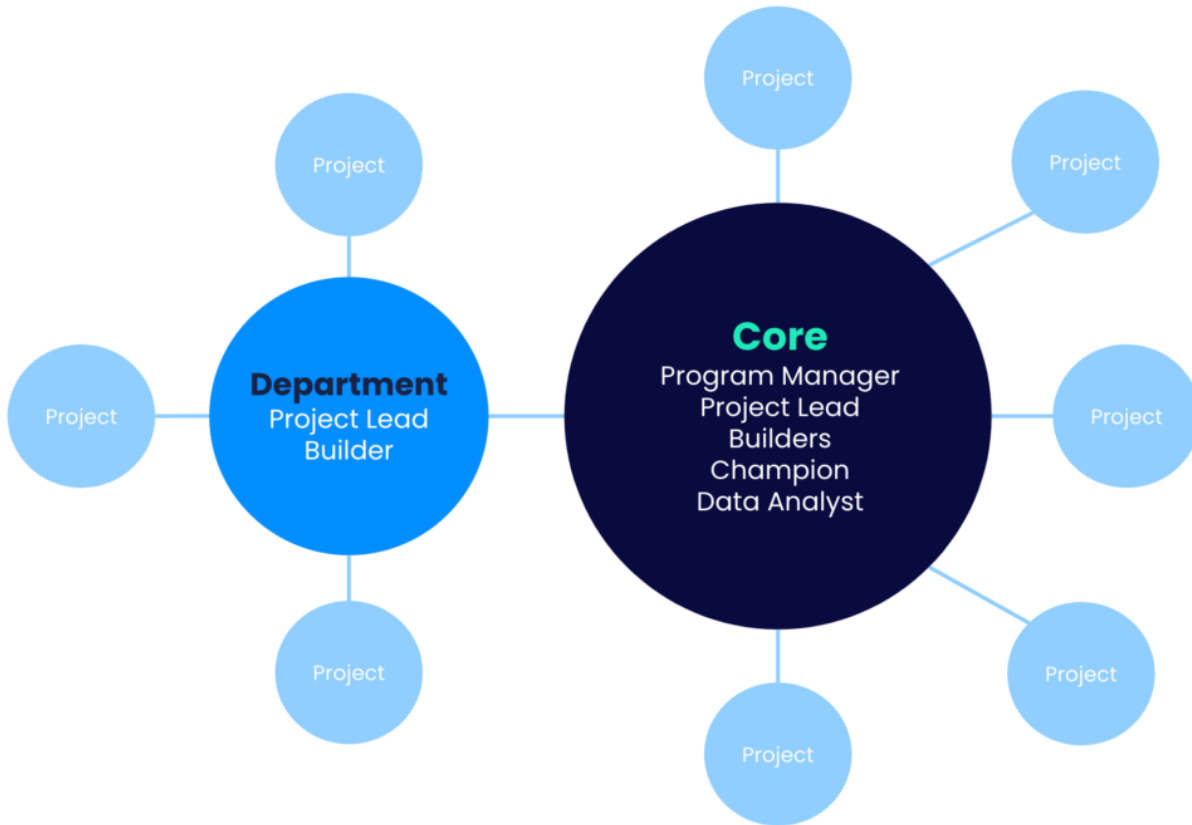 Project
Project
Project
Department
Project Lead
Builder
Core
Program Manager
Project Lead
Builders
Champion
Data Analyst
Project
Project
Project
Project
Project
Project